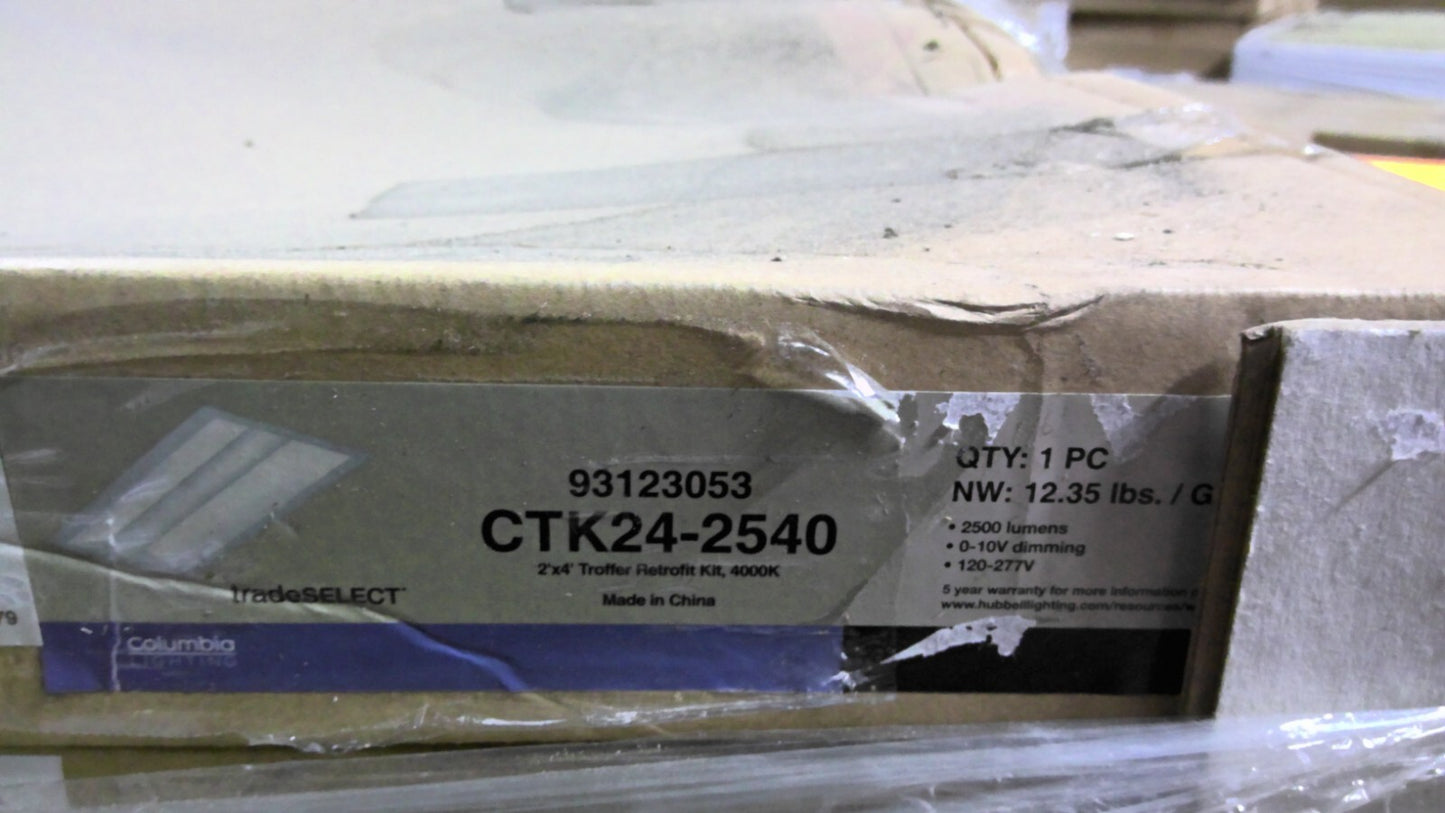 93123053
CTK24-2540
2'x4' Troffer Retrofit Kit, 4000K
Made in China
tradeSELECT
Columbia
LIGHTING
QTY: 1 PC
NW: 12.35 lbs. / G
• 2500 lumens
• 0-10V dimming
• 120-277V
5 year warranty for more information
www.hubbelllighting.com/resources/w
79